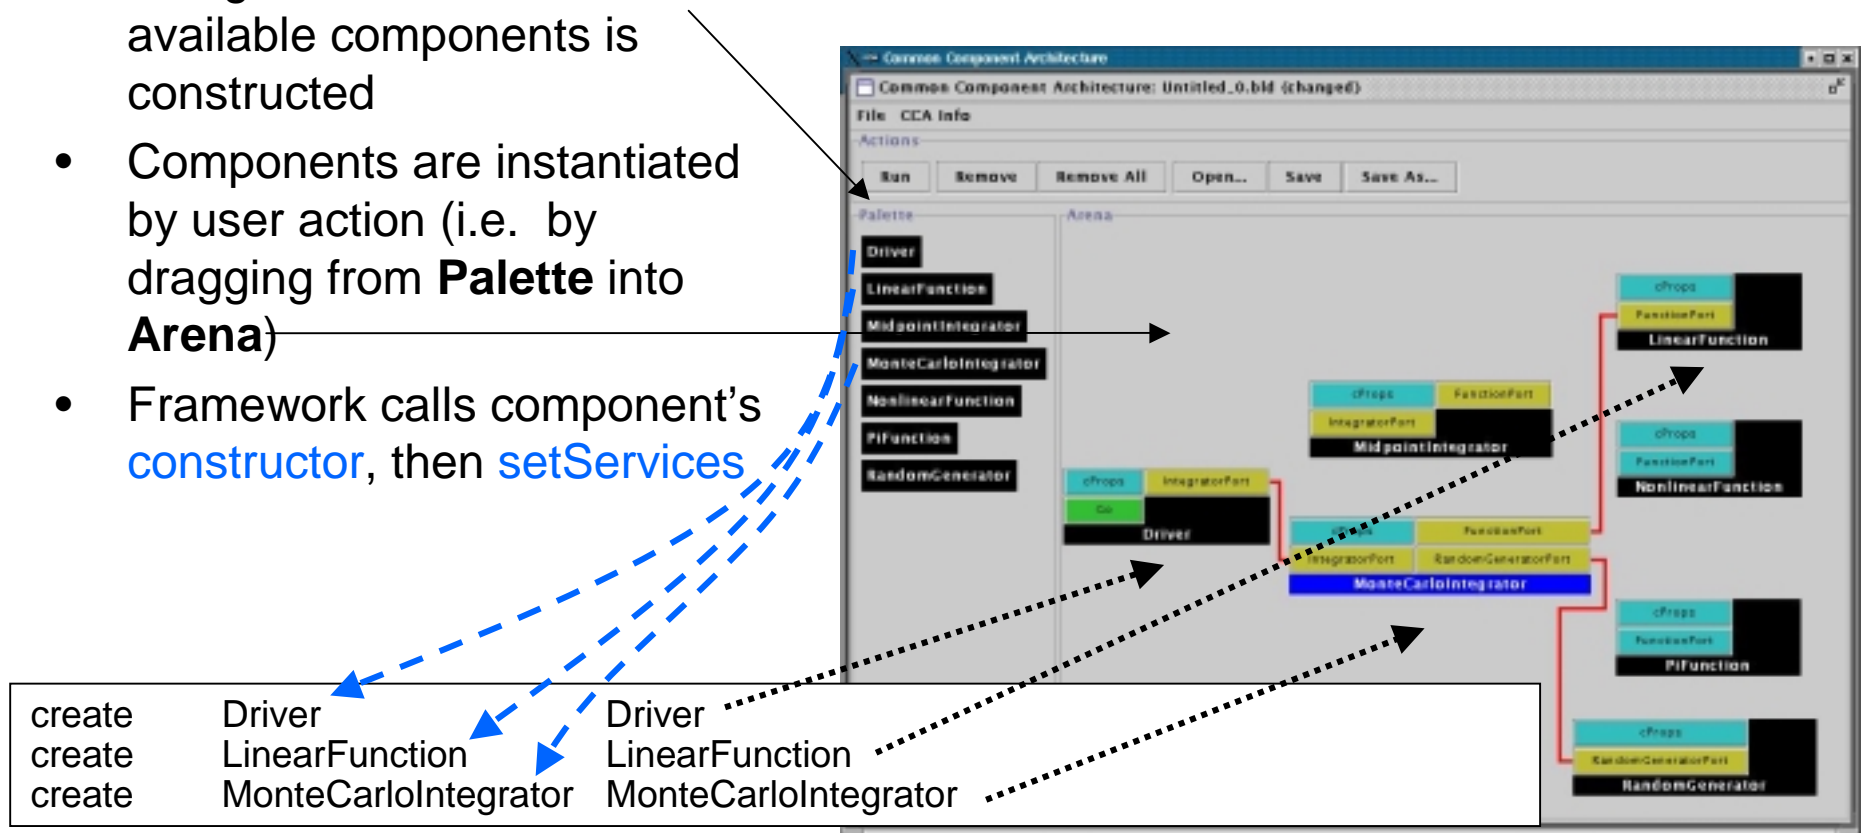 available components is
constructed
• Components are instantiated
by user action (i.e. by
dragging from Palette into
Arena)
• Framework calls component's
constructor, then setServices
Common Component Architecture
Common Component Architecture: Untitled_0.bld (changed)
File CCA Info
Actions
Run Remove Remove All Open... Save Save As...
Palette
Driver
LinearFunction
MidpointIntegrator
MonteCarloIntegrator
NonlinearFunction
PiFunction
RandomGenerator
Arena
cProps
FunctionPort
LinearFunction
cProps FunctionPort
IntegratorPort
MidpointIntegrator
cProps
FunctionPort
NonlinearFunction
cProps IntegratorPort
Go
Driver
cProps FunctionPort
IntegratorPort RandomGeneratorPort
MonteCarloIntegrator
cProps
FunctionPort
PiFunction
cProps
RandomGeneratorPort
RandomGenerator
create Driver Driver
create LinearFunction LinearFunction
create MonteCarloIntegrator MonteCarloIntegrator